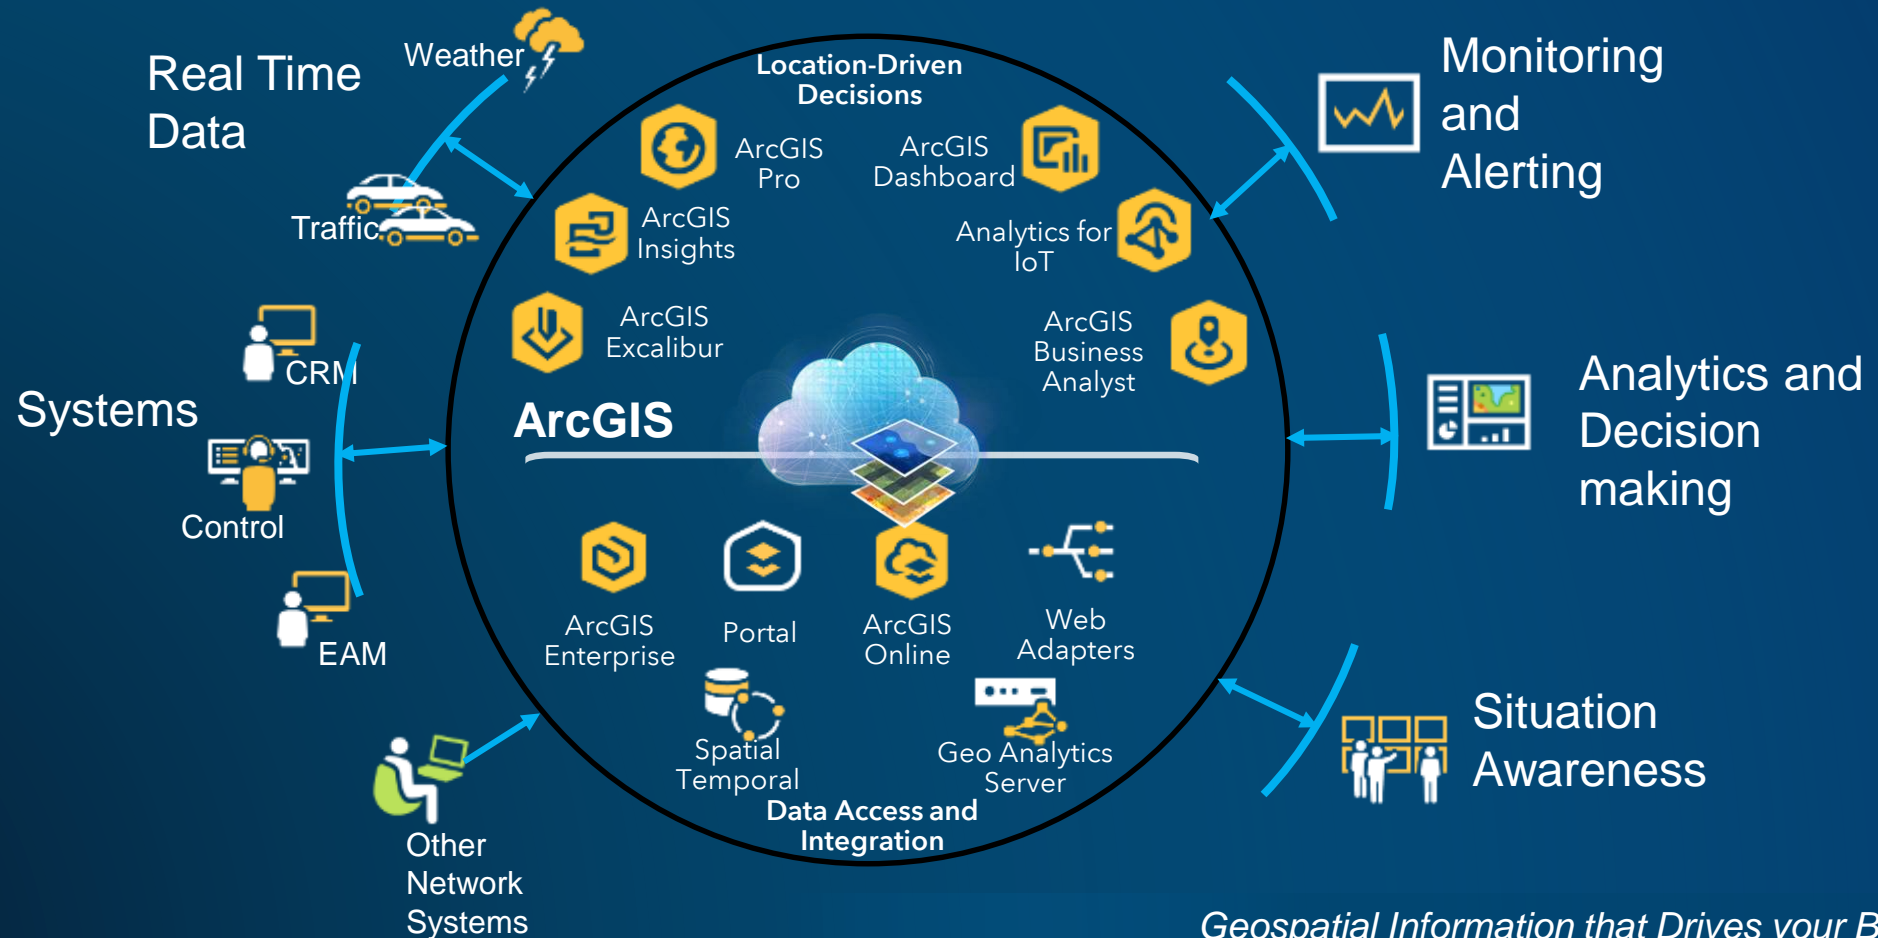 Real Time
Data
Weather
Traffic
Systems
CRM
Control
EAM
Other
Network
Systems
Location-Driven
Decisions
ArcGIS
Pro
ArcGIS
Dashboard
ArcGIS
Insights
Analytics for
IoT
ArcGIS
Excalibur
ArcGIS
Business
Analyst
ArcGIS
ArcGIS
Enterprise
Portal
ArcGIS
Online
Web
Adapters
Spatial
Temporal
Geo Analytics
Server
Data Access and
Integration
Monitoring
and
Alerting
Analytics and
Decision
making
Situation
Awareness
Geospatial Information that Drives your